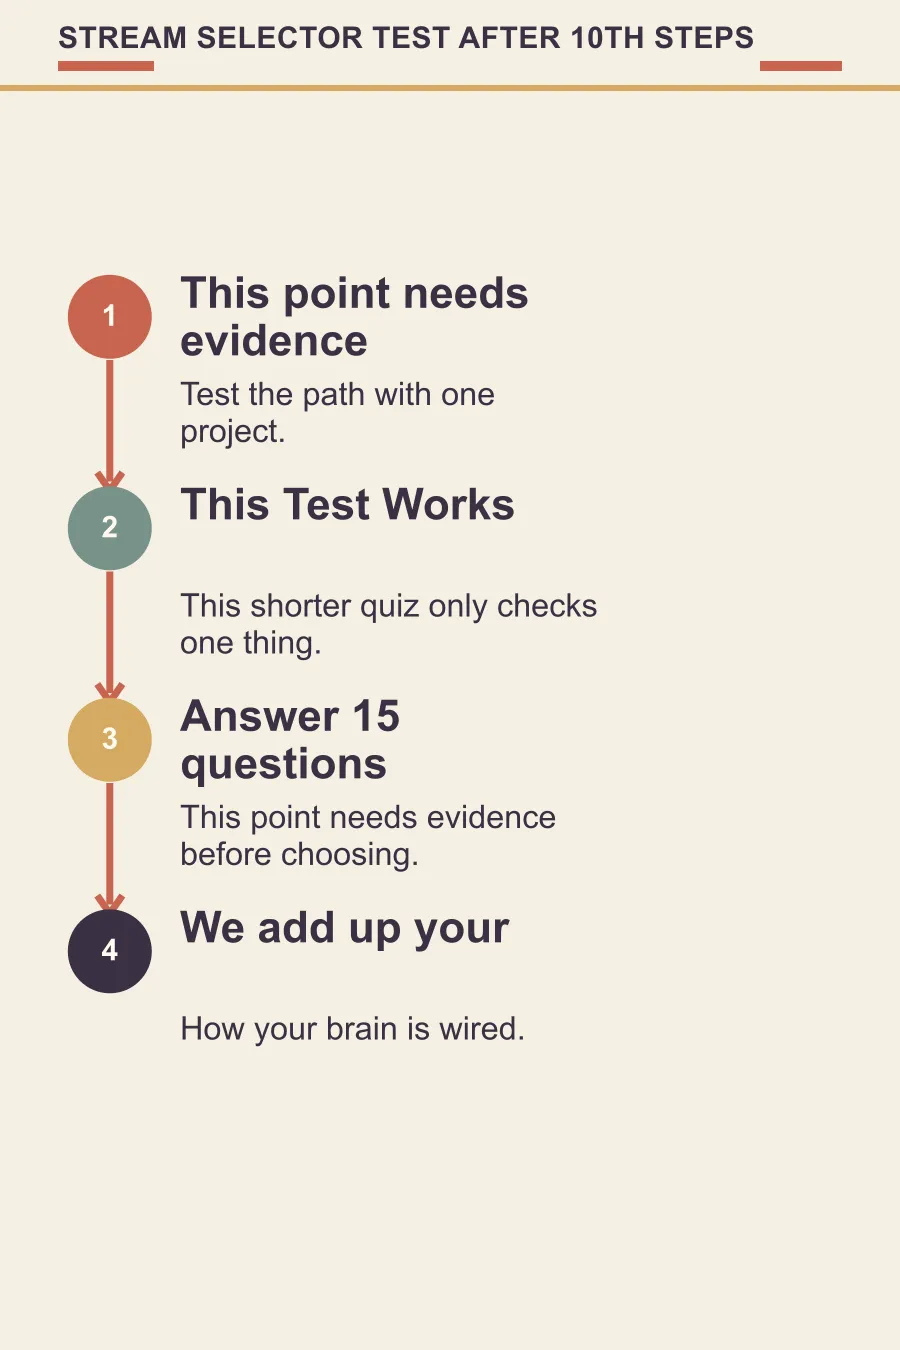 STREAM SELECTOR TEST AFTER 10TH STEPS
1
This point needs
evidence
Test the path with one
project.
2
This Test Works
This shorter quiz only checks
one thing.
3
Answer 15
questions
This point needs evidence
before choosing.
4
We add up your
How your brain is wired.